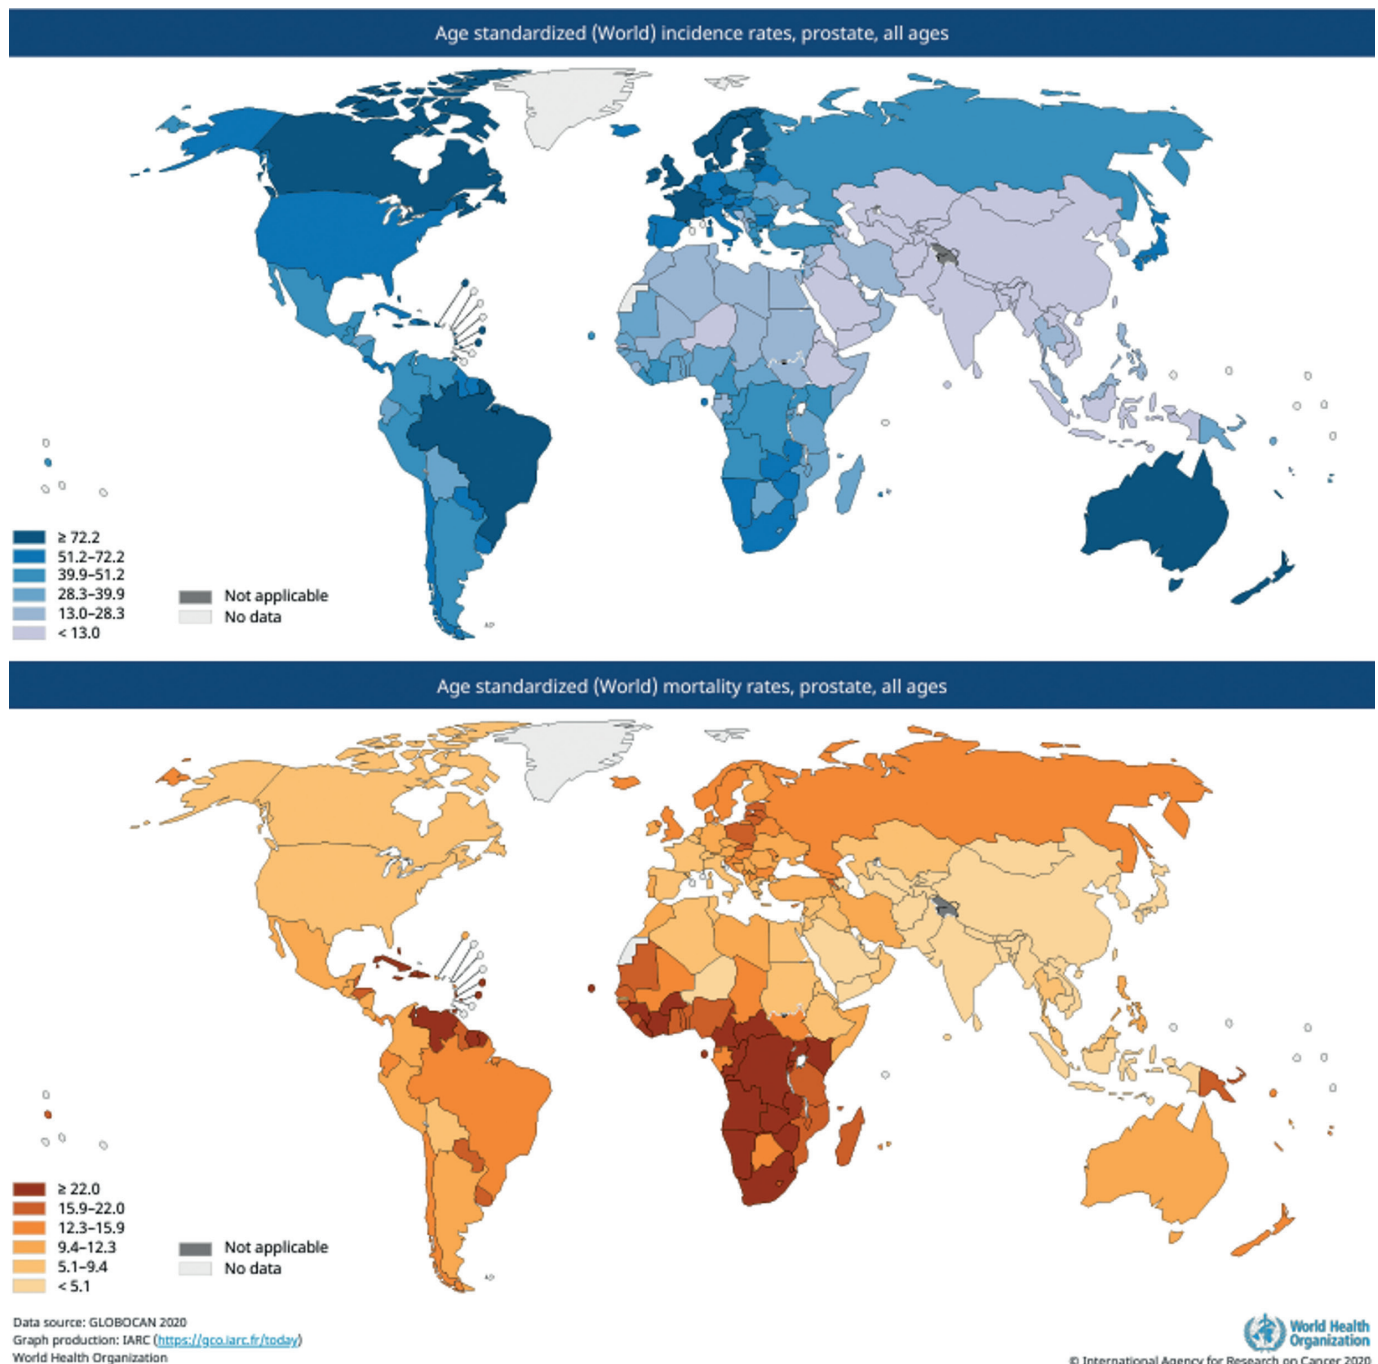 Age standardized (World) incidence rates, prostate, all ages
≥ 72.2
51.2–72.2
39.9–51.2
28.3–39.9
13.0–28.3
< 13.0
Not applicable
No data
Age standardized (World) mortality rates, prostate, all ages
≥ 22.0
15.9–22.0
12.3–15.9
9.4–12.3
5.1–9.4
< 5.1
Not applicable
No data
Data source: GLOBOCAN 2020
Graph production: IARC (https://gco.iarc.fr/today)
World Health Organization
World Health
Organization
© International Agency for Research on Cancer 2020